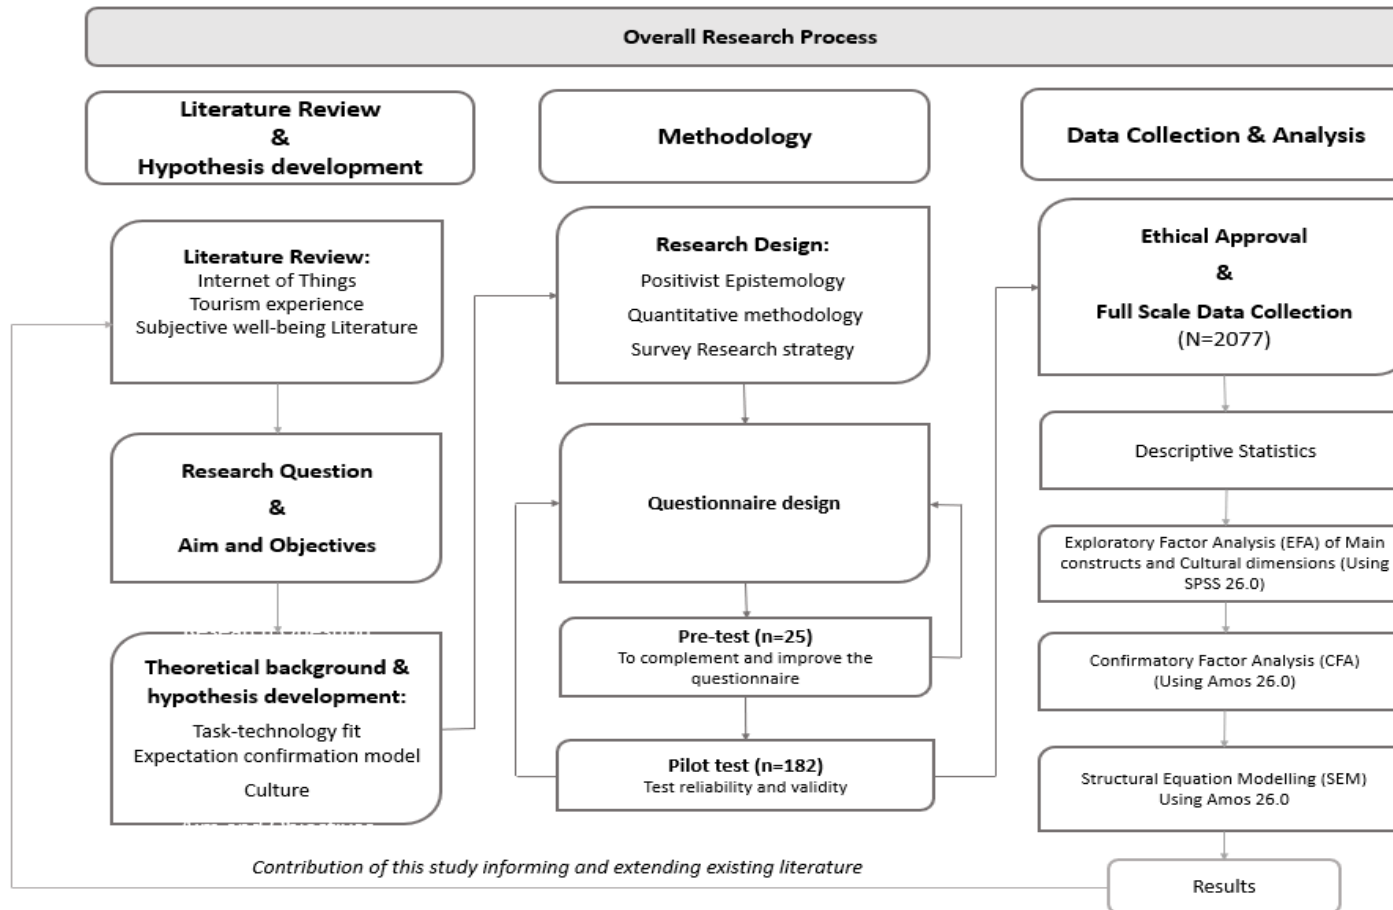 Overall Research Process
Literature Review
&
Hypothesis development
Methodology
Data Collection & Analysis
Literature Review:
Internet of Things
Tourism experience
Subjective well-being Literature
Research Question
&
Aim and Objectives
Theoretical background &
hypothesis development:
Task-technology fit
Expectation confirmation model
Culture
Research Design:
Positivist Epistemology
Quantitative methodology
Survey Research strategy
Questionnaire design
Pre-test (n=25)
To complement and improve the
questionnaire
Pilot test (n=182)
Test reliability and validity
Ethical Approval
&
Full Scale Data Collection
(N=2077)
Descriptive Statistics
Exploratory Factor Analysis (EFA) of Main
constructs and Cultural dimensions (Using
SPSS 26.0)
Confirmatory Factor Analysis (CFA)
(Using Amos 26.0)
Structural Equation Modelling (SEM)
Using Amos 26.0
Results
Contribution of this study informing and extending existing literature